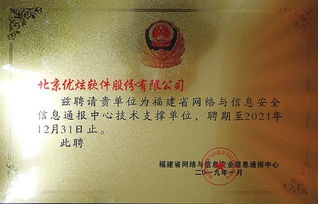 北京优炫软件股份有限公司
兹聘请贵单位为福建省网络与信息安全
信息通报中心技术支撑单位，聘期至2021年
12月31日止。
此聘
福建省网络与信息安全信息通报中心
二〇一九年一月